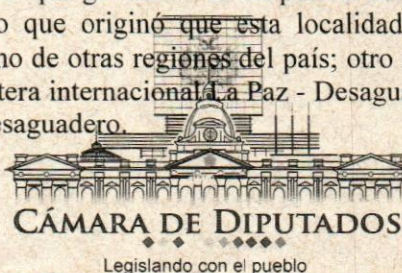 o que originó que esta localidad
no de otras regiones del país; otro
tera internacional La Paz - Desagu
esaguadero.
CÁMARA DE DIPUTADOS
Legislando con el pueblo